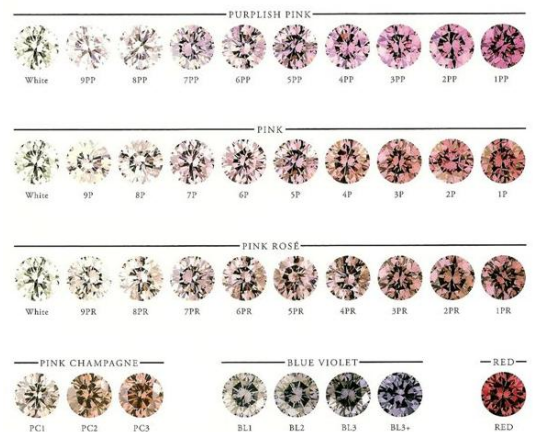 PURPLISH PINK
White 9PP 8PP 7PP 6PP 5PP 4PP 3PP 2PP 1PP
PINK
White 9P 8P 7P 6P 5P 4P 3P 2P 1P
PINK ROSÉ
White 9PR 8PR 7PR 6PR 5PR 4PR 3PR 2PR 1PR
PINK CHAMPAGNE BLUE VIOLET RED
PC1 PC2 PC3 BL1 BL2 BL3 BL3+ RED